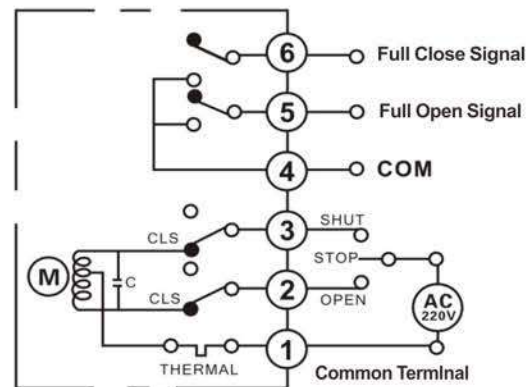 6 Full Close Signal
5 Full Open Signal
4 COM
3 SHUT
CLS
STOP
M
C
CLS
2 OPEN
AC
220V
THERMAL
1 Common TermInal